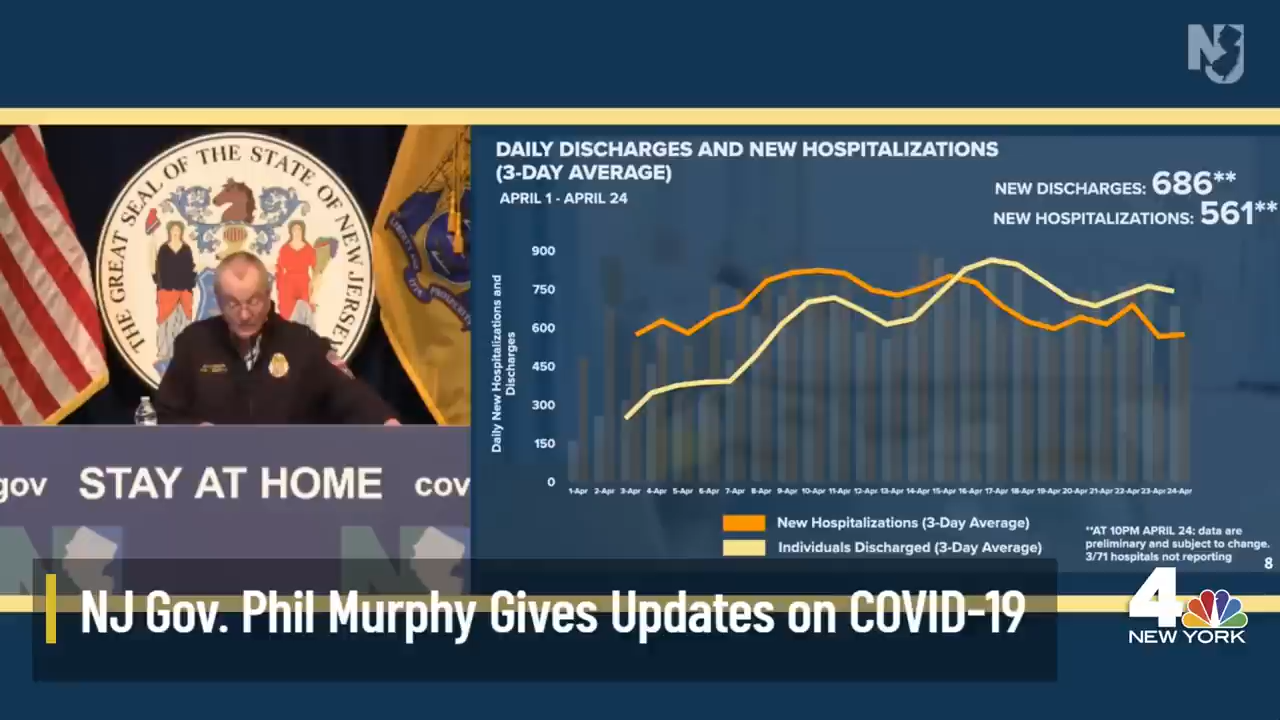 NJ
THE GREAT SEAL OF THE STATE OF NEW JERSEY
gov STAY AT HOME cov
DAILY DISCHARGES AND NEW HOSPITALIZATIONS
(3-DAY AVERAGE)
APRIL 1 - APRIL 24
NEW DISCHARGES: 686**
NEW HOSPITALIZATIONS: 561**
Daily New Hospitalizations and
Discharges
900
750
600
450
300
150
0
1-Apr 2-Apr 3-Apr 4-Apr 5-Apr 6-Apr 7-Apr 8-Apr 9-Apr 10-Apr 11-Apr 12-Apr 13-Apr 14-Apr 15-Apr 16-Apr 17-Apr 18-Apr 19-Apr 20-Apr 21-Apr 22-Apr 23-Apr 24-Apr
New Hospitalizations (3-Day Average)
Individuals Discharged (3-Day Average)
**AT 10PM APRIL 24: data are
preliminary and subject to change.
3/71 hospitals not reporting
8
NJ Gov. Phil Murphy Gives Updates on COVID-19
4
NEW YORK